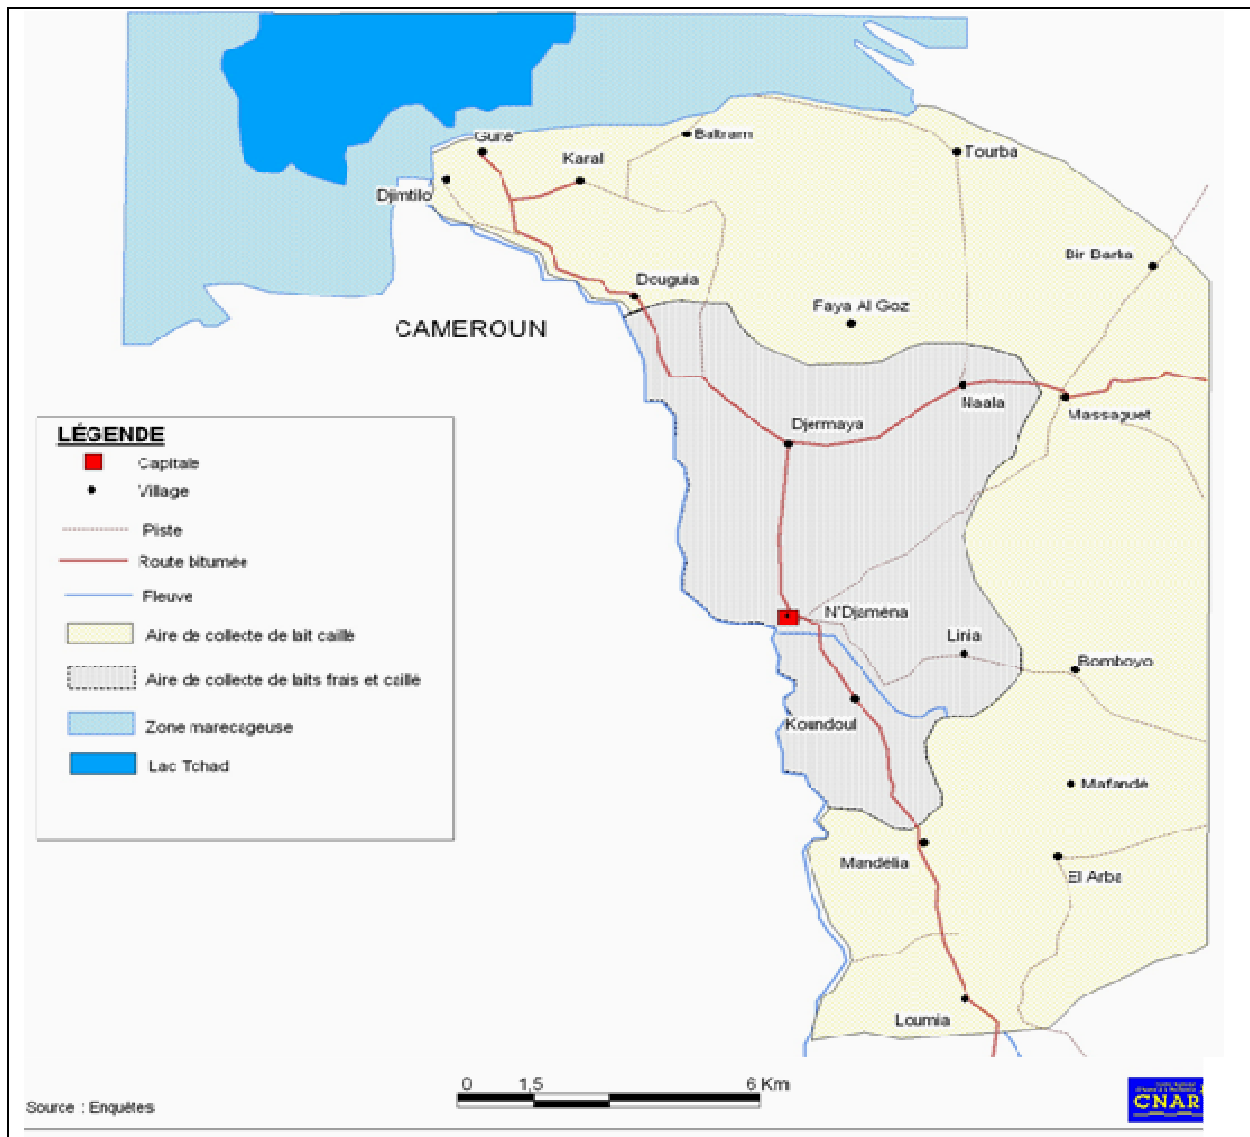 Guite
Baltram
Karal
Tourba
Djimtilo
Bir Barka
Douguia
Faya Al Goz
CAMEROUN
Naala
Massaguet
Djermaya
LÉGENDE
Capitale
Village
Piste
Route bitumée
Fleuve
Aire de collecte de lait caillé
Aire de collecte de laits frais et caillé
Zone marecageuse
Lac Tchad
N'Djaména
Linia
Bomboyo
Koundoul
Mafandé
Mandélia
El Arba
Loumia
0 1,5 6 Km
Source : Enquêtes
CNAR